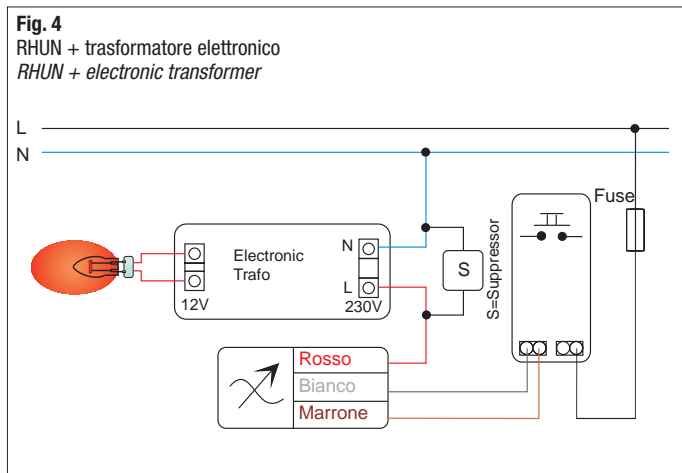 Fig. 4
RHUN + trasformatore elettronico
RHUN + electronic transformer
L
N
Fuse
Electronic
Trafo
N
L
12V
230V
S
S=Suppressor
Rosso
Bianco
Marrone